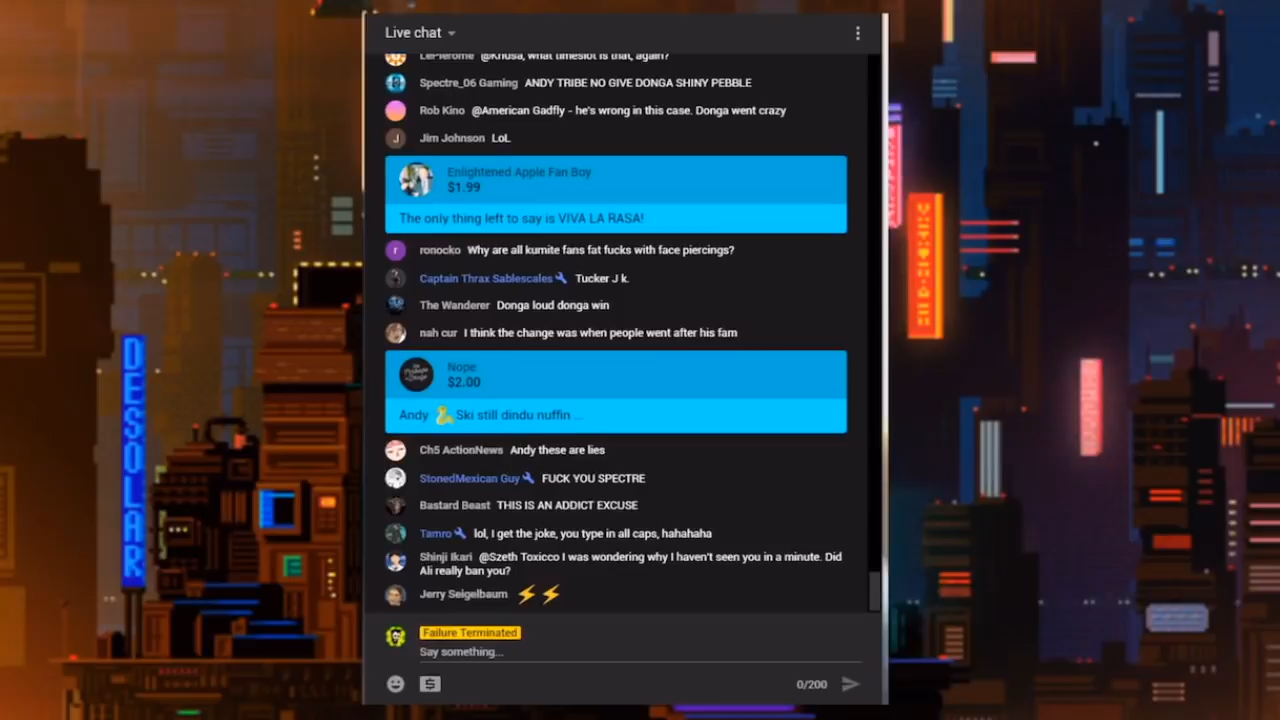 Live chat
LePierome @Khosa, what timeslot is that, again?
Spectre_06 Gaming ANDY TRIBE NO GIVE DONGA SHINY PEBBLE
Rob Kino @American Gadfly - he's wrong in this case. Donga went crazy
J Jim Johnson LoL
Enlightened Apple Fan Boy
$1.99
The only thing left to say is VIVA LA RASA!
r ronocko Why are all kumite fans fat fucks with face piercings?
Captain Thrax Sablescales Tucker J k.
The Wanderer Donga loud donga win
nah cur I think the change was when people went after his fam
Nope
$2.00
Andy 🐍 Ski still dindu nuffin ...
Ch5 ActionNews Andy these are lies
StonedMexican Guy FUCK YOU SPECTRE
Bastard Beast THIS IS AN ADDICT EXCUSE
Tamro lol, I get the joke, you type in all caps, hahahaha
Shinji Ikari @Szeth Toxicco I was wondering why I haven't seen you in a minute. Did
Ali really ban you?
Jerry Seigelbaum ⚡⚡
Failure Terminated
Say something...
0/200
DESOLAR